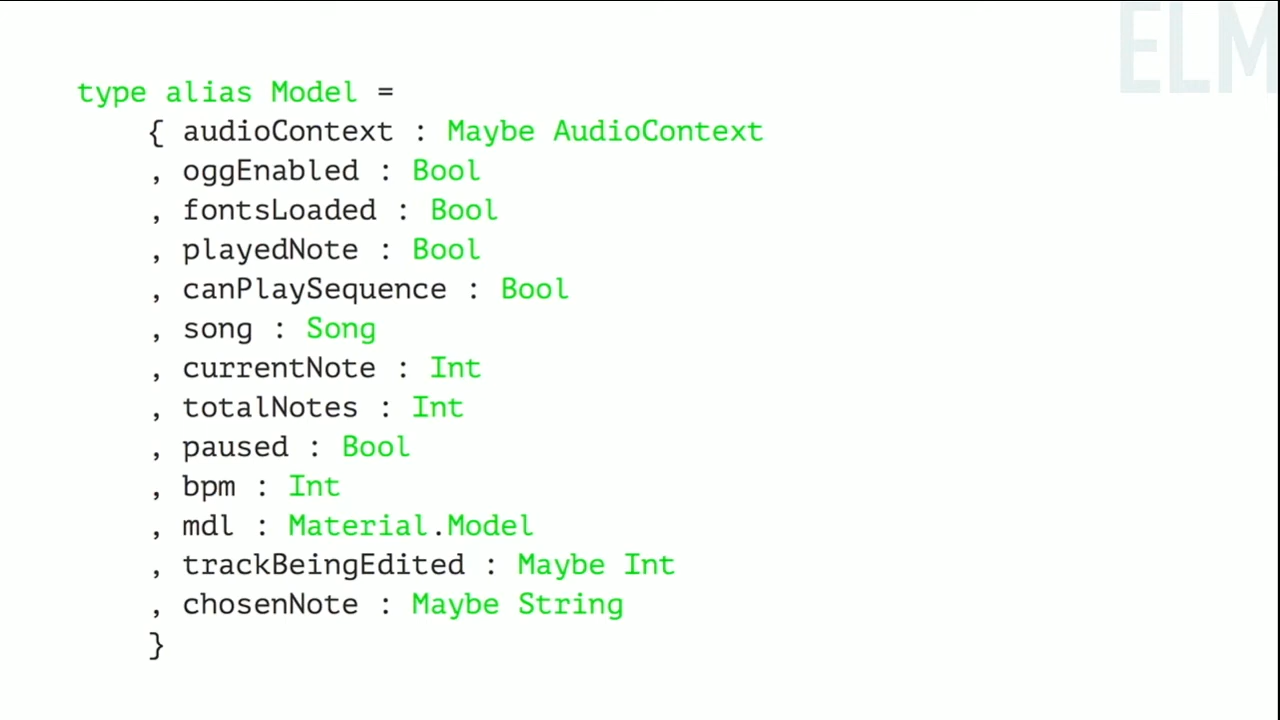 ELM
type alias Model =
    { audioContext : Maybe AudioContext
    , oggEnabled : Bool
    , fontsLoaded : Bool
    , playedNote : Bool
    , canPlaySequence : Bool
    , song : Song
    , currentNote : Int
    , totalNotes : Int
    , paused : Bool
    , bpm : Int
    , mdl : Material.Model
    , trackBeingEdited : Maybe Int
    , chosenNote : Maybe String
    }